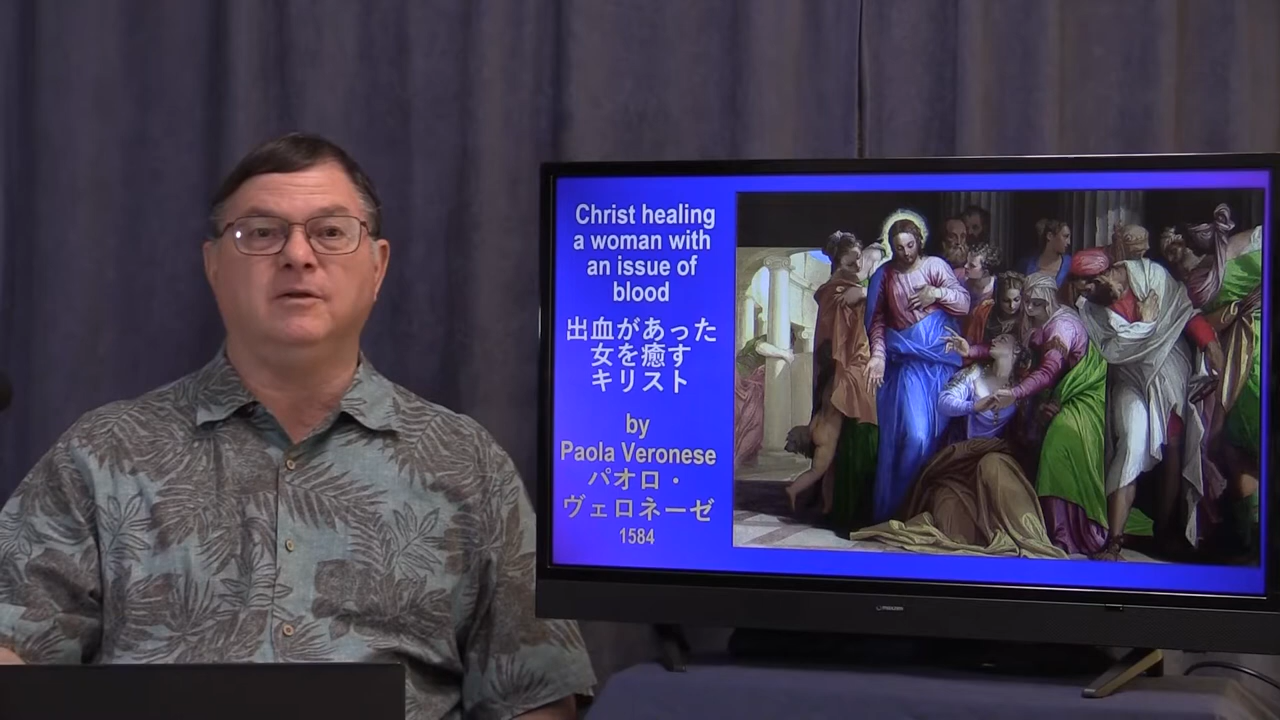 Christ healing
a woman with
an issue of
blood
出血があった
女を癒す
キリスト
by
Paola Veronese
パオロ・
ヴェロネーゼ
1584